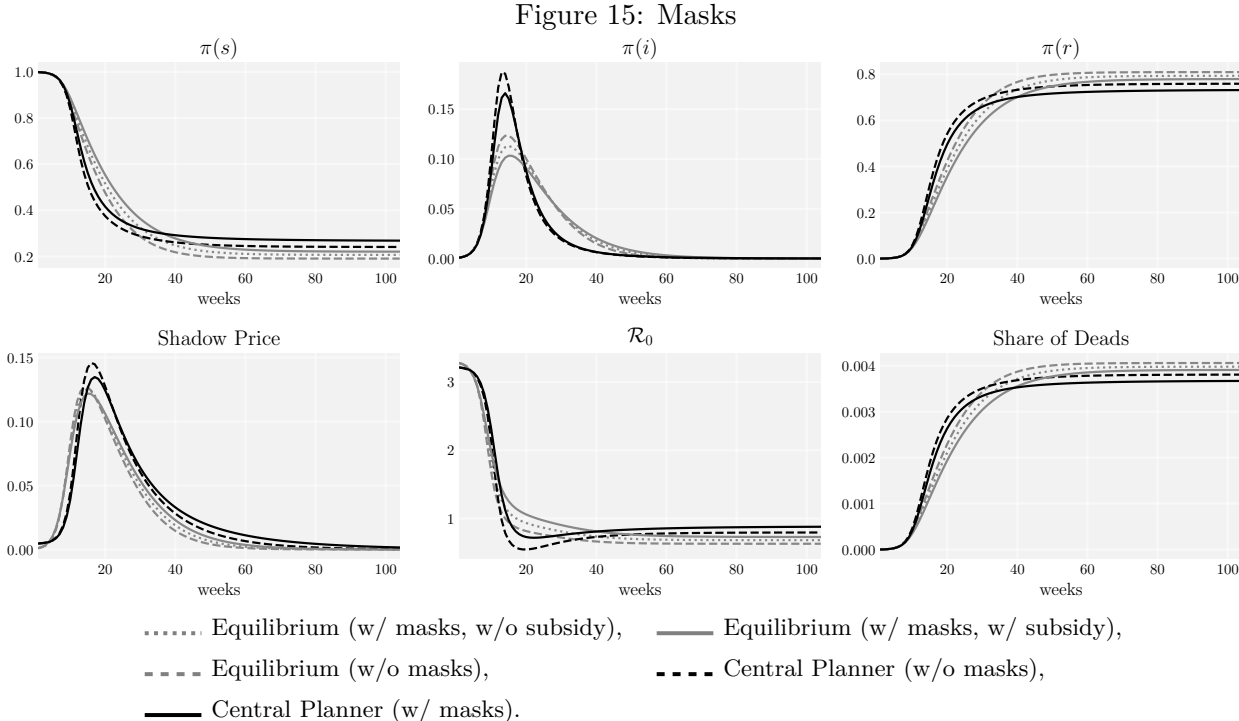 Figure 15: Masks
π(s)
π(i)
π(r)
1.0
0.8
0.6
0.4
0.2
20 40 60 80 100
weeks
0.15
0.10
0.05
0.00
20 40 60 80 100
weeks
0.8
0.6
0.4
0.2
0.0
20 40 60 80 100
weeks
Shadow Price
R₀
Share of Deads
0.15
0.10
0.05
0.00
20 40 60 80 100
weeks
3
2
1
20 40 60 80 100
weeks
0.004
0.003
0.002
0.001
0.000
20 40 60 80 100
weeks
Equilibrium (w/ masks, w/o subsidy),
Equilibrium (w/ masks, w/ subsidy),
Equilibrium (w/o masks),
Central Planner (w/o masks),
Central Planner (w/ masks).